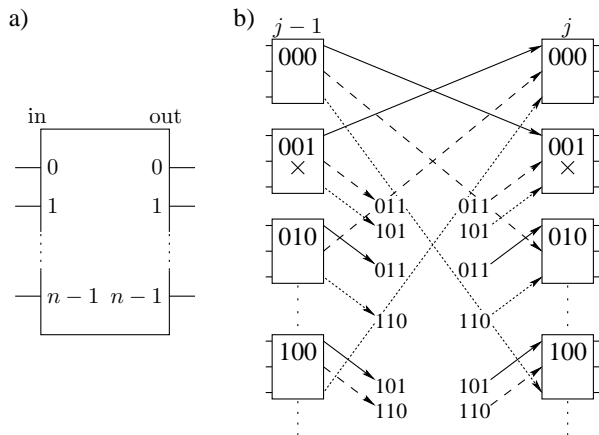 a)
in out
0 0
1 1
n − 1 n − 1
b)
j − 1 j
000 000
001 001
× ×
011 011
101 101
010 010
011 011
110 110
100 100
101 101
110 110